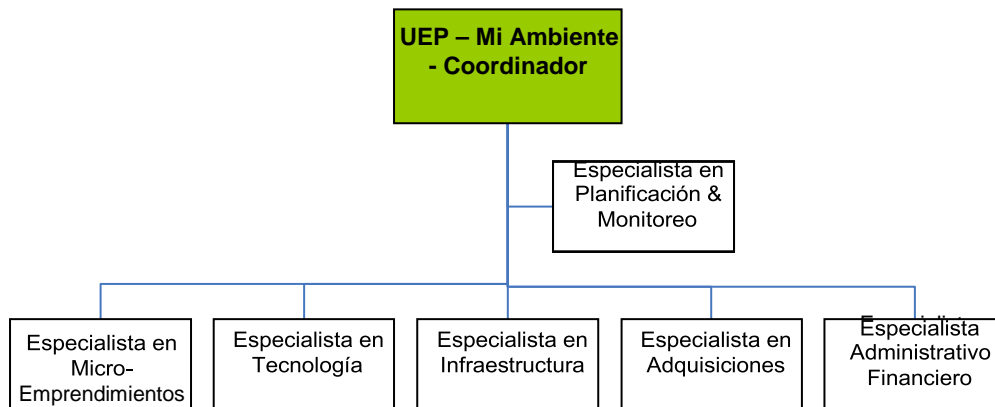 UEP – Mi Ambiente
- Coordinador
Especialista en
Planificación &
Monitoreo
Especialista en
Micro-
Emprendimientos
Especialista en
Tecnología
Especialista en
Infraestructura
Especialista en
Adquisiciones
Especialista
Administrativo
Financiero